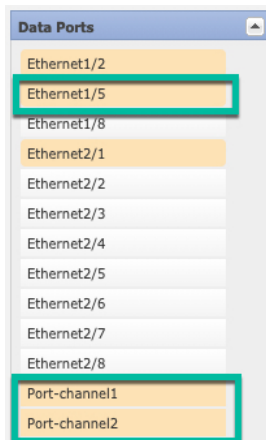 Data Ports
Ethernet1/2
Ethernet1/5
Ethernet1/8
Ethernet2/1
Ethernet2/2
Ethernet2/3
Ethernet2/4
Ethernet2/5
Ethernet2/6
Ethernet2/7
Ethernet2/8
Port-channel1
Port-channel2